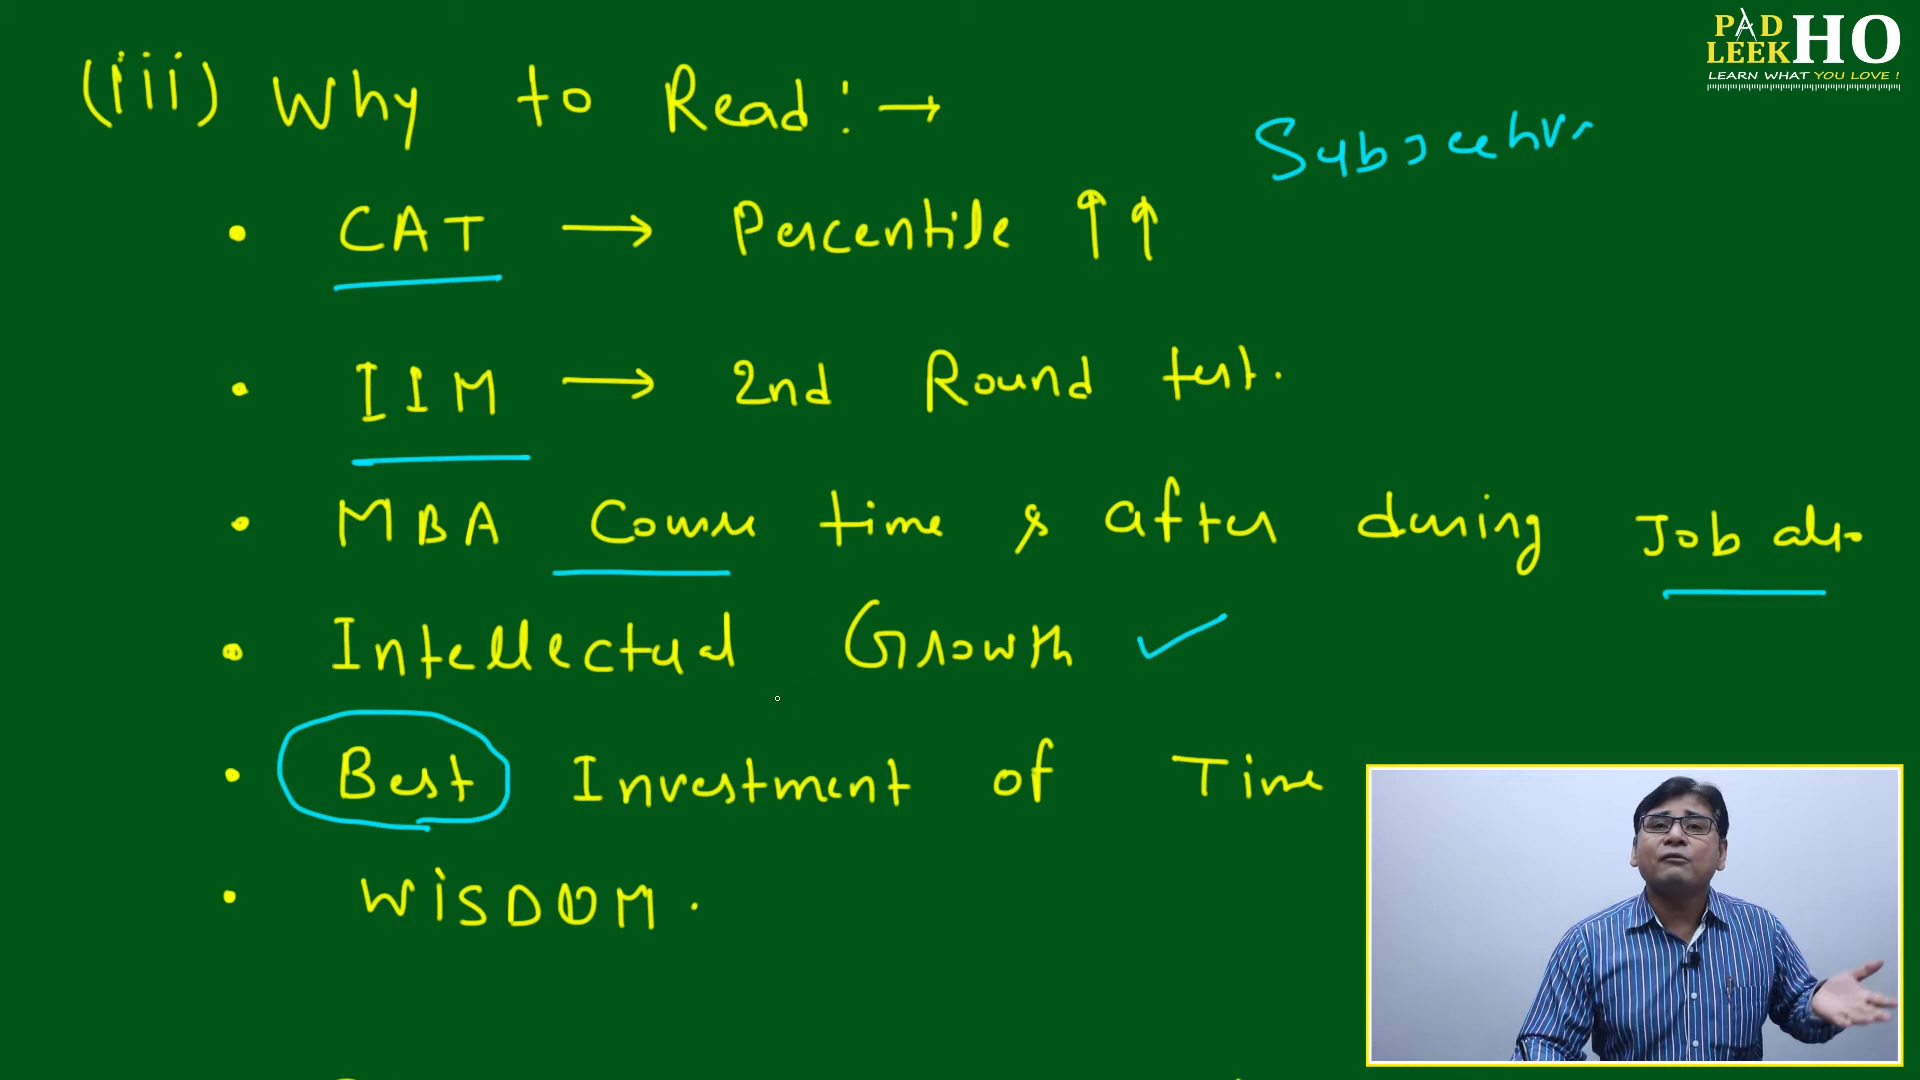 PAD LEEK HO
LEARN WHAT YOU LOVE !
(iii) Why to Read :→
• CAT → Percentile ↑↑
• IIM → 2nd Round test.
• MBA Course time & after during Job also
• Intellectual Growth ✓
• Best Investment of Time
• WiSDOM .